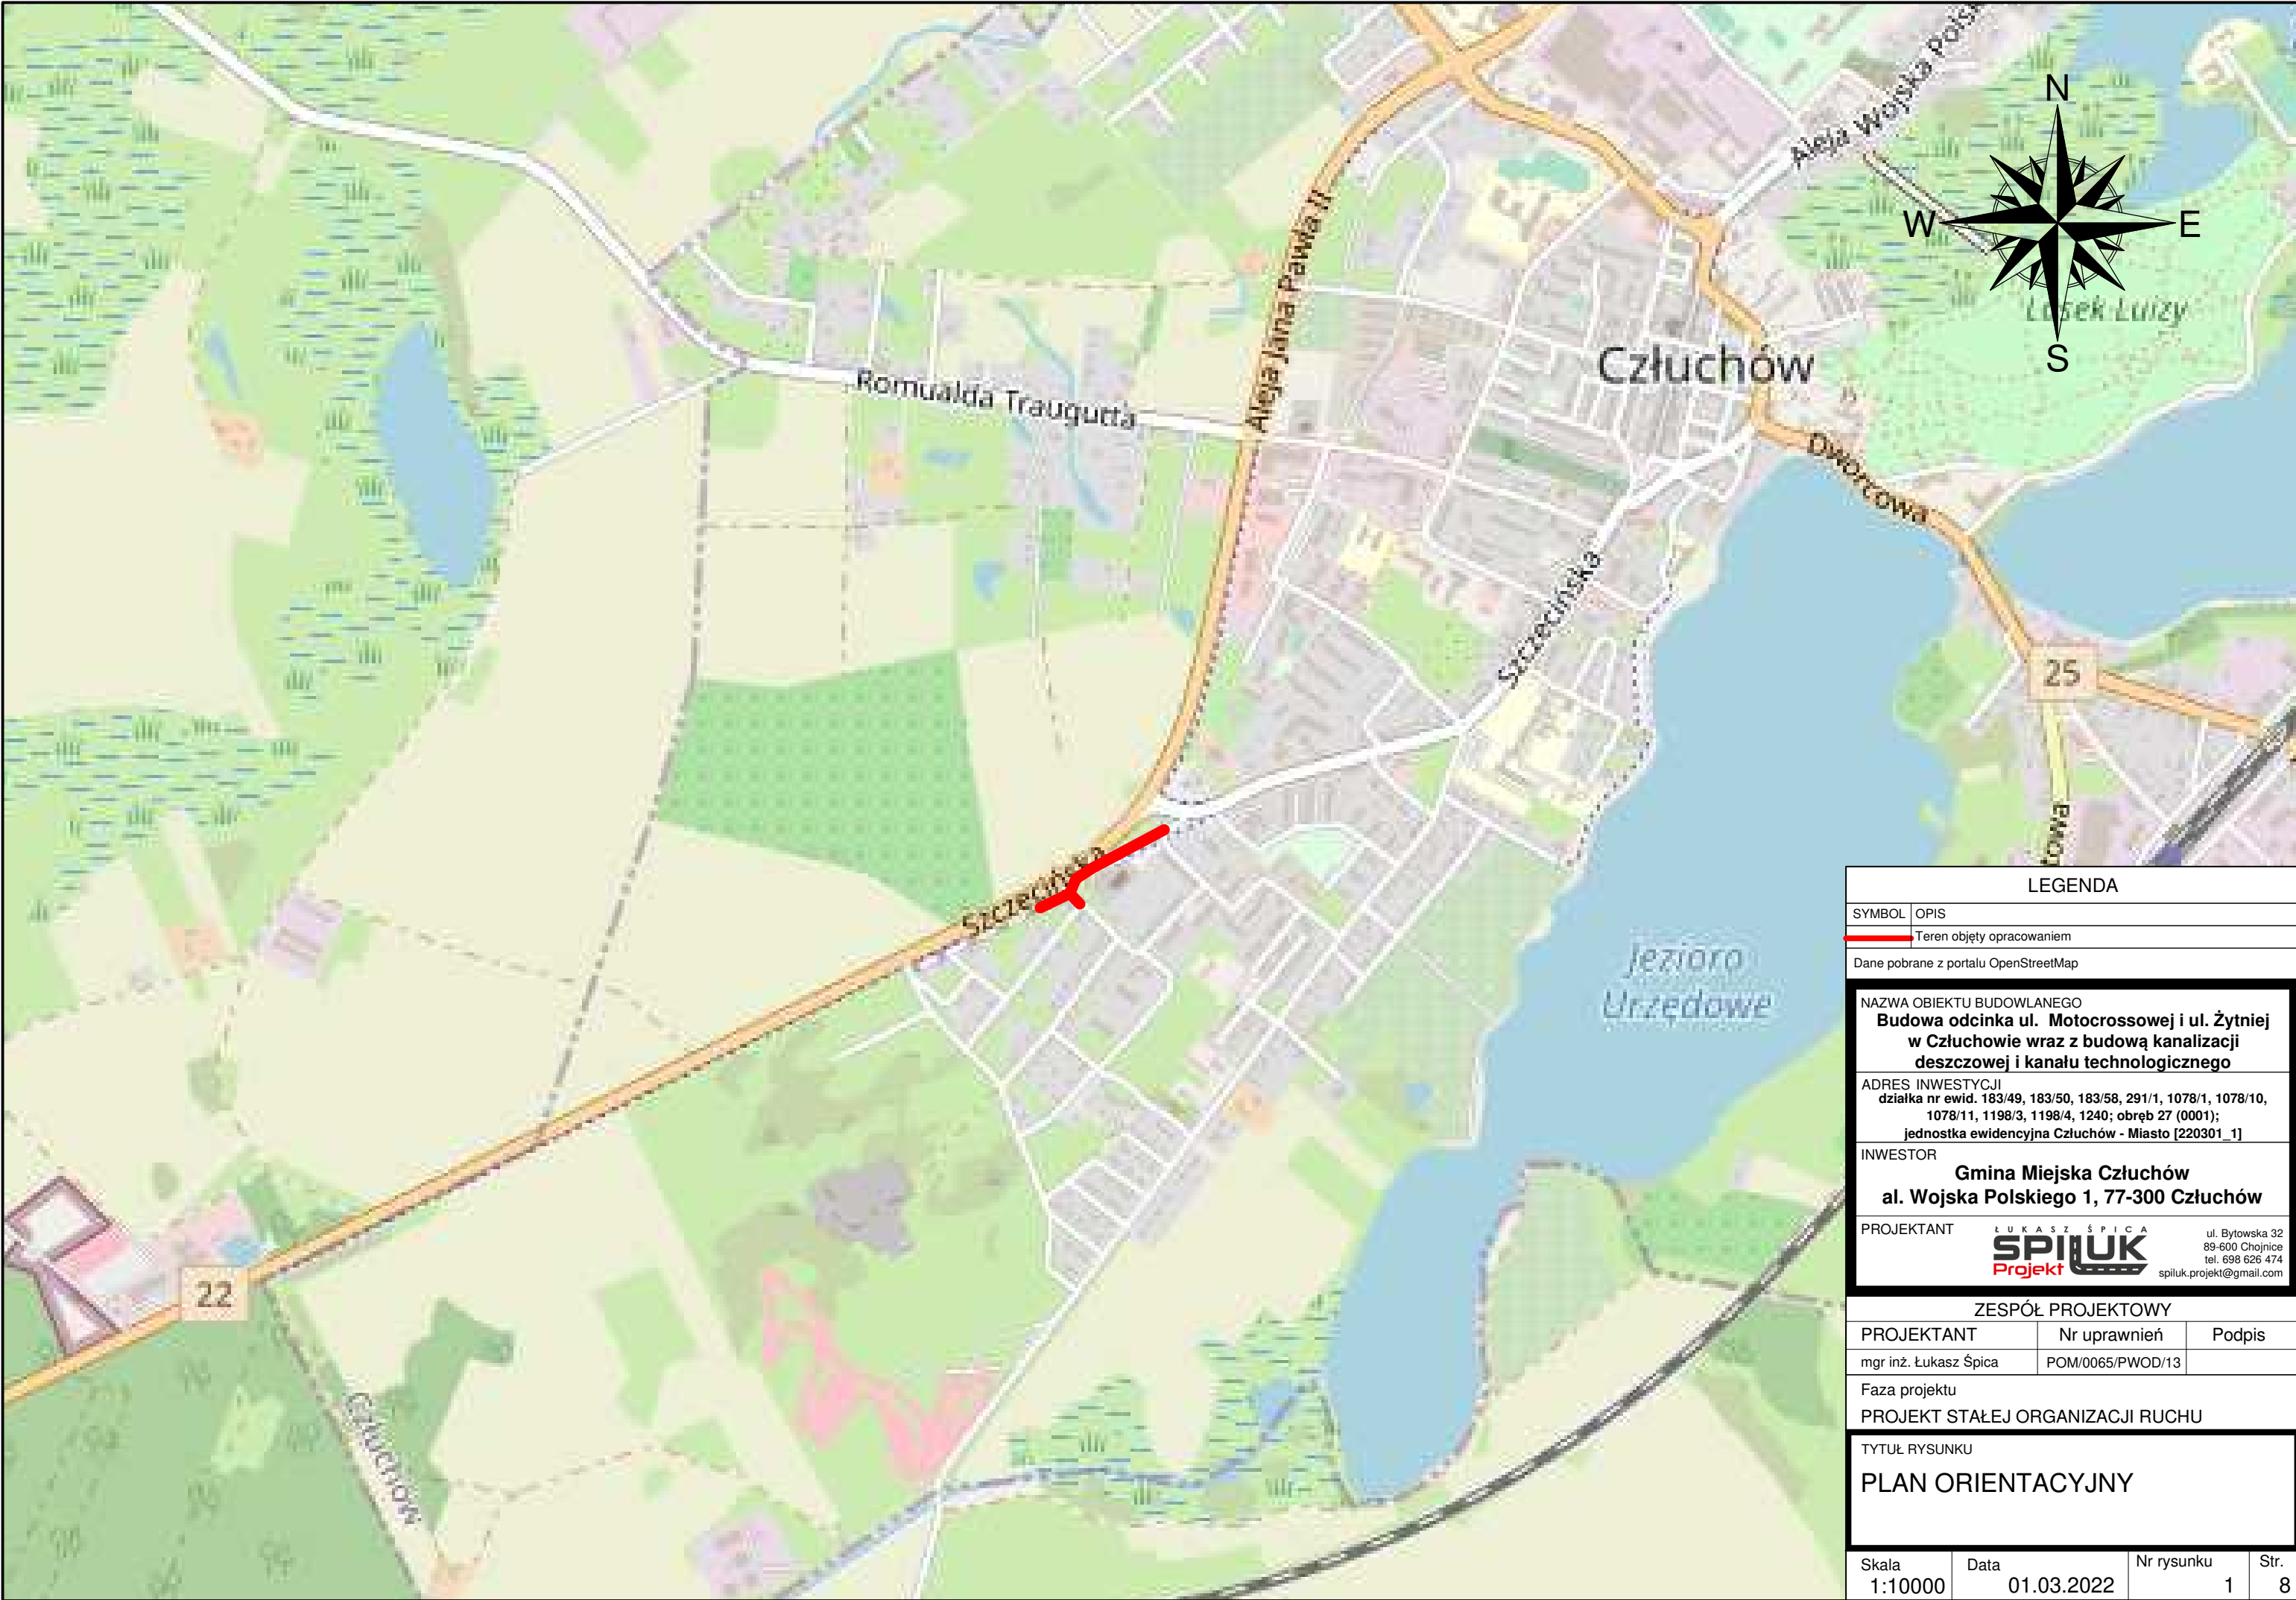 Aleja Wojska Polsk
N
W
E
S
Lasek Luizy
Aleja Jana Pawła II
Człuchów
Romualda Traugutta
Dworcowa
Szczecińska
25
Szczecińska
Jezioro
Urzędowe
22
Człuchów
LEGENDA
SYMBOL OPIS
Teren objęty opracowaniem
Dane pobrane z portalu OpenStreetMap
NAZWA OBIEKTU BUDOWLANEGO
Budowa odcinka ul. Motocrossowej i ul. Żytniej
w Człuchowie wraz z budową kanalizacji
deszczowej i kanału technologicznego
ADRES INWESTYCJI
działka nr ewid. 183/49, 183/50, 183/58, 291/1, 1078/1, 1078/10,
1078/11, 1198/3, 1198/4, 1240; obręb 27 (0001);
jednostka ewidencyjna Człuchów - Miasto [220301_1]
INWESTOR
Gmina Miejska Człuchów
al. Wojska Polskiego 1, 77-300 Człuchów
PROJEKTANT
ŁUKASZ ŚPICA
SPILUK
Projekt
ul. Bytowska 32
89-600 Chojnice
tel. 698 626 474
spiluk.projekt@gmail.com
ZESPÓŁ PROJEKTOWY
PROJEKTANT Nr uprawnień Podpis
mgr inż. Łukasz Śpica POM/0065/PWOD/13
Faza projektu
PROJEKT STAŁEJ ORGANIZACJI RUCHU
TYTUŁ RYSUNKU
PLAN ORIENTACYJNY
Skala Data Nr rysunku Str.
1:10000 01.03.2022 1 8